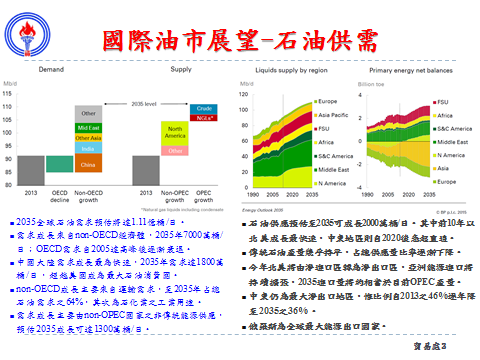 國際油市展望-石油供需
Demand
Supply
Mb/d
115
110
105
100
95
90
85
80
Other
Mid East
Other Asia
India
China
2035 level
North
America
Other
Crude
NGLs*
2013
OECD
decline
Non-OECD
growth
2013
Non-OPEC
growth
OPEC
growth
*Natural gas liquids including condensates
Liquids supply by region
Mb/d
120
100
80
60
40
20
0
1990
2005
2020
2035
Europe
Asia Pacific
FSU
Africa
S&C America
Middle East
N America
Primary energy net balances
Billion toe
4
2
0
-2
-4
1990
2005
2020
2035
FSU
Africa
S&C America
Middle East
N America
Asia
Europe
Energy Outlook 2035
© BP p.l.c. 2015
2035全球石油需求預估將達1.11億桶/日。
需求成長來自non-OECD經濟體，2035年7000萬桶/
日；OECD需求自2005達高峰後逐漸衰退。
中國大陸需求成長最為快速，2035年需求達1800萬
桶/日，超越美國成為最大石油消費國。
non-OECD成長主要來自運輸需求，至2035年占總
石油需求之64%，其次為石化業之工業用途。
需求成長主要由non-OPEC國家之非傳統能源供應，
預估2035成長可達1300萬桶/日。
石油供應預估至2035可成長2000萬桶/日。其中前10年以
北美成長最快速，中東地區則自2020後急起直追。
傳統石油產量幾乎持平，占總供應量比率逐漸下降。
今年北美將由淨進口區轉為淨出口區，亞洲能源進口將
持續擴張，2035進口量將約相當於目前OPEC產量。
中東仍為最大淨出口地區，惟比例自2013之46%逐年降
至2035之36%。
俄羅斯為全球最大能源出口國家。
貿易處2